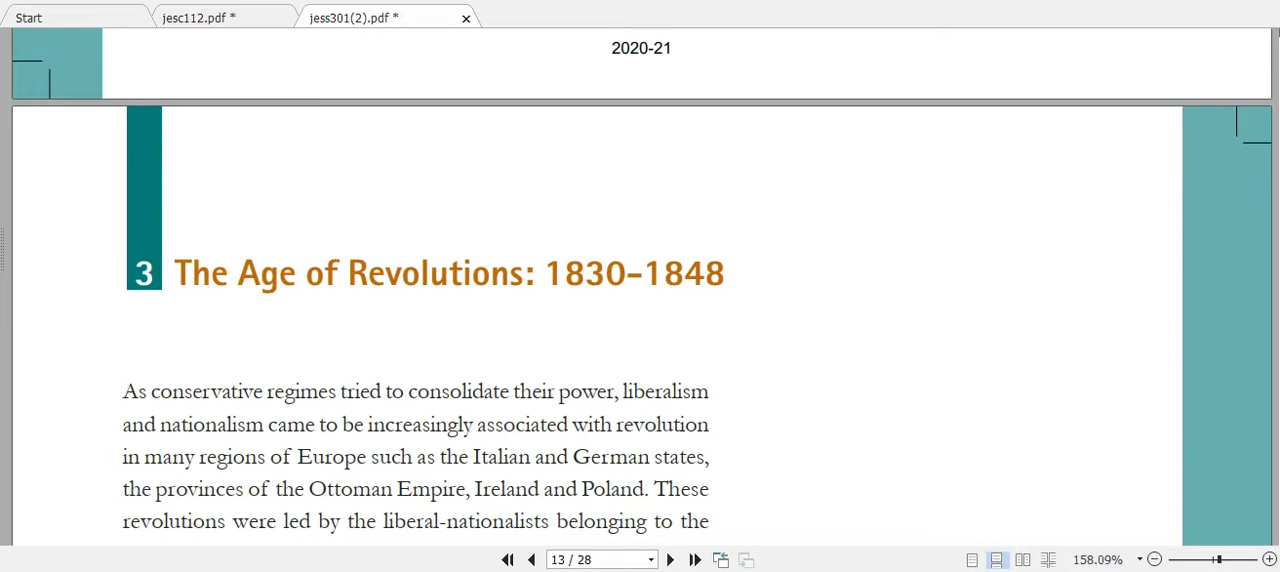 Start
jesc112.pdf *
jess301(2).pdf *
2020-21
3 The Age of Revolutions: 1830-1848
As conservative regimes tried to consolidate their power, liberalism
and nationalism came to be increasingly associated with revolution
in many regions of Europe such as the Italian and German states,
the provinces of the Ottoman Empire, Ireland and Poland. These
revolutions were led by the liberal-nationalists belonging to the
13 / 28
158.09%